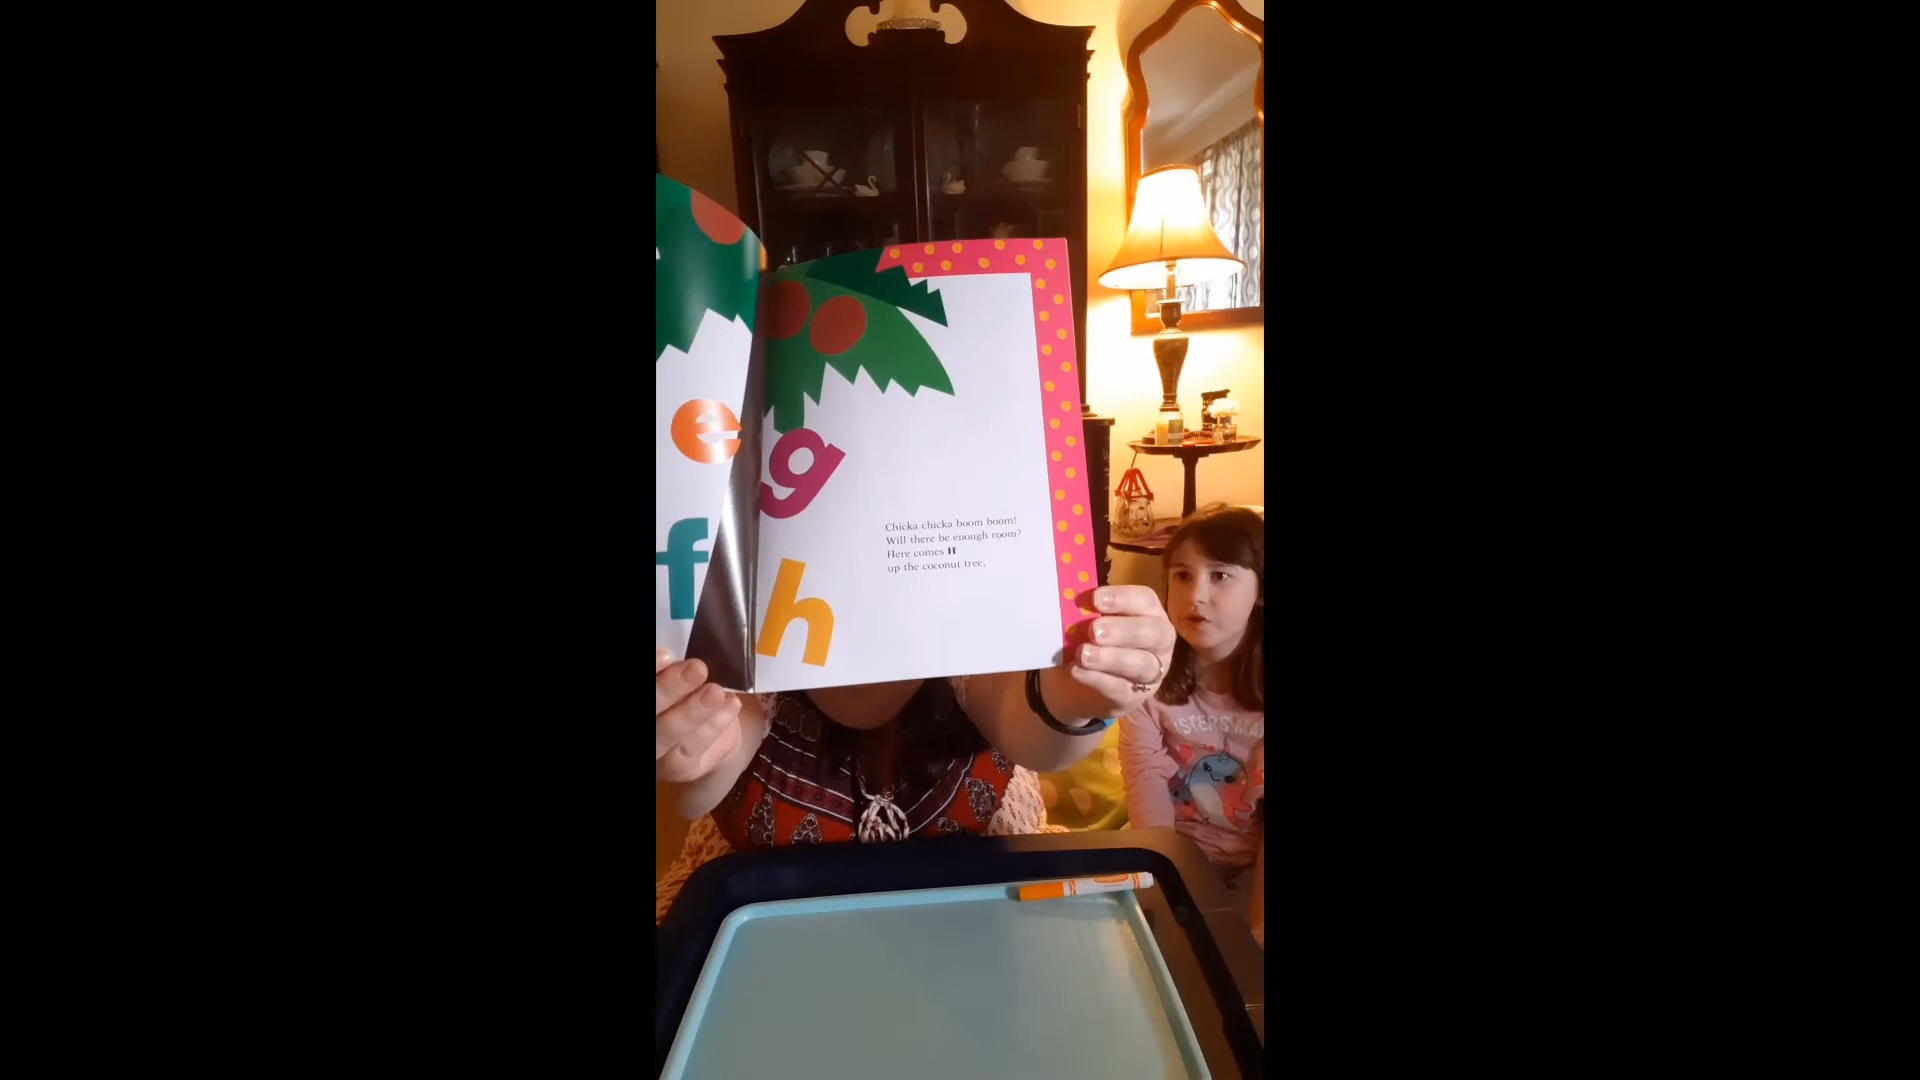 e
f
g
h
Chicka chicka boom boom!
Will there be enough room?
Here comes H
up the coconut tree,